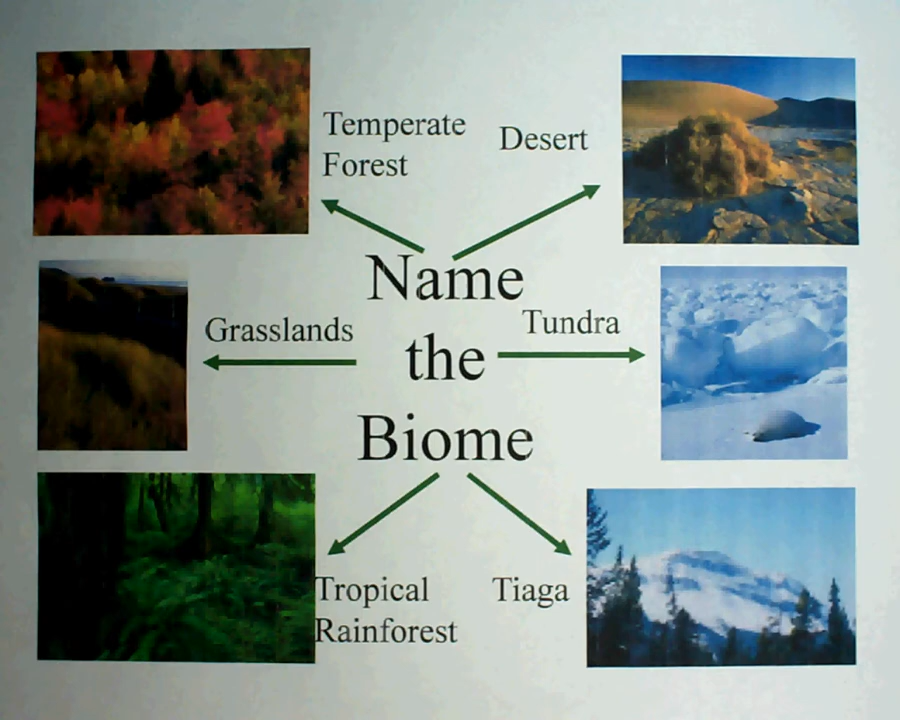 Temperate
Forest
Desert
Name
the
Biome
Grasslands
Tundra
Tropical
Rainforest
Tiaga